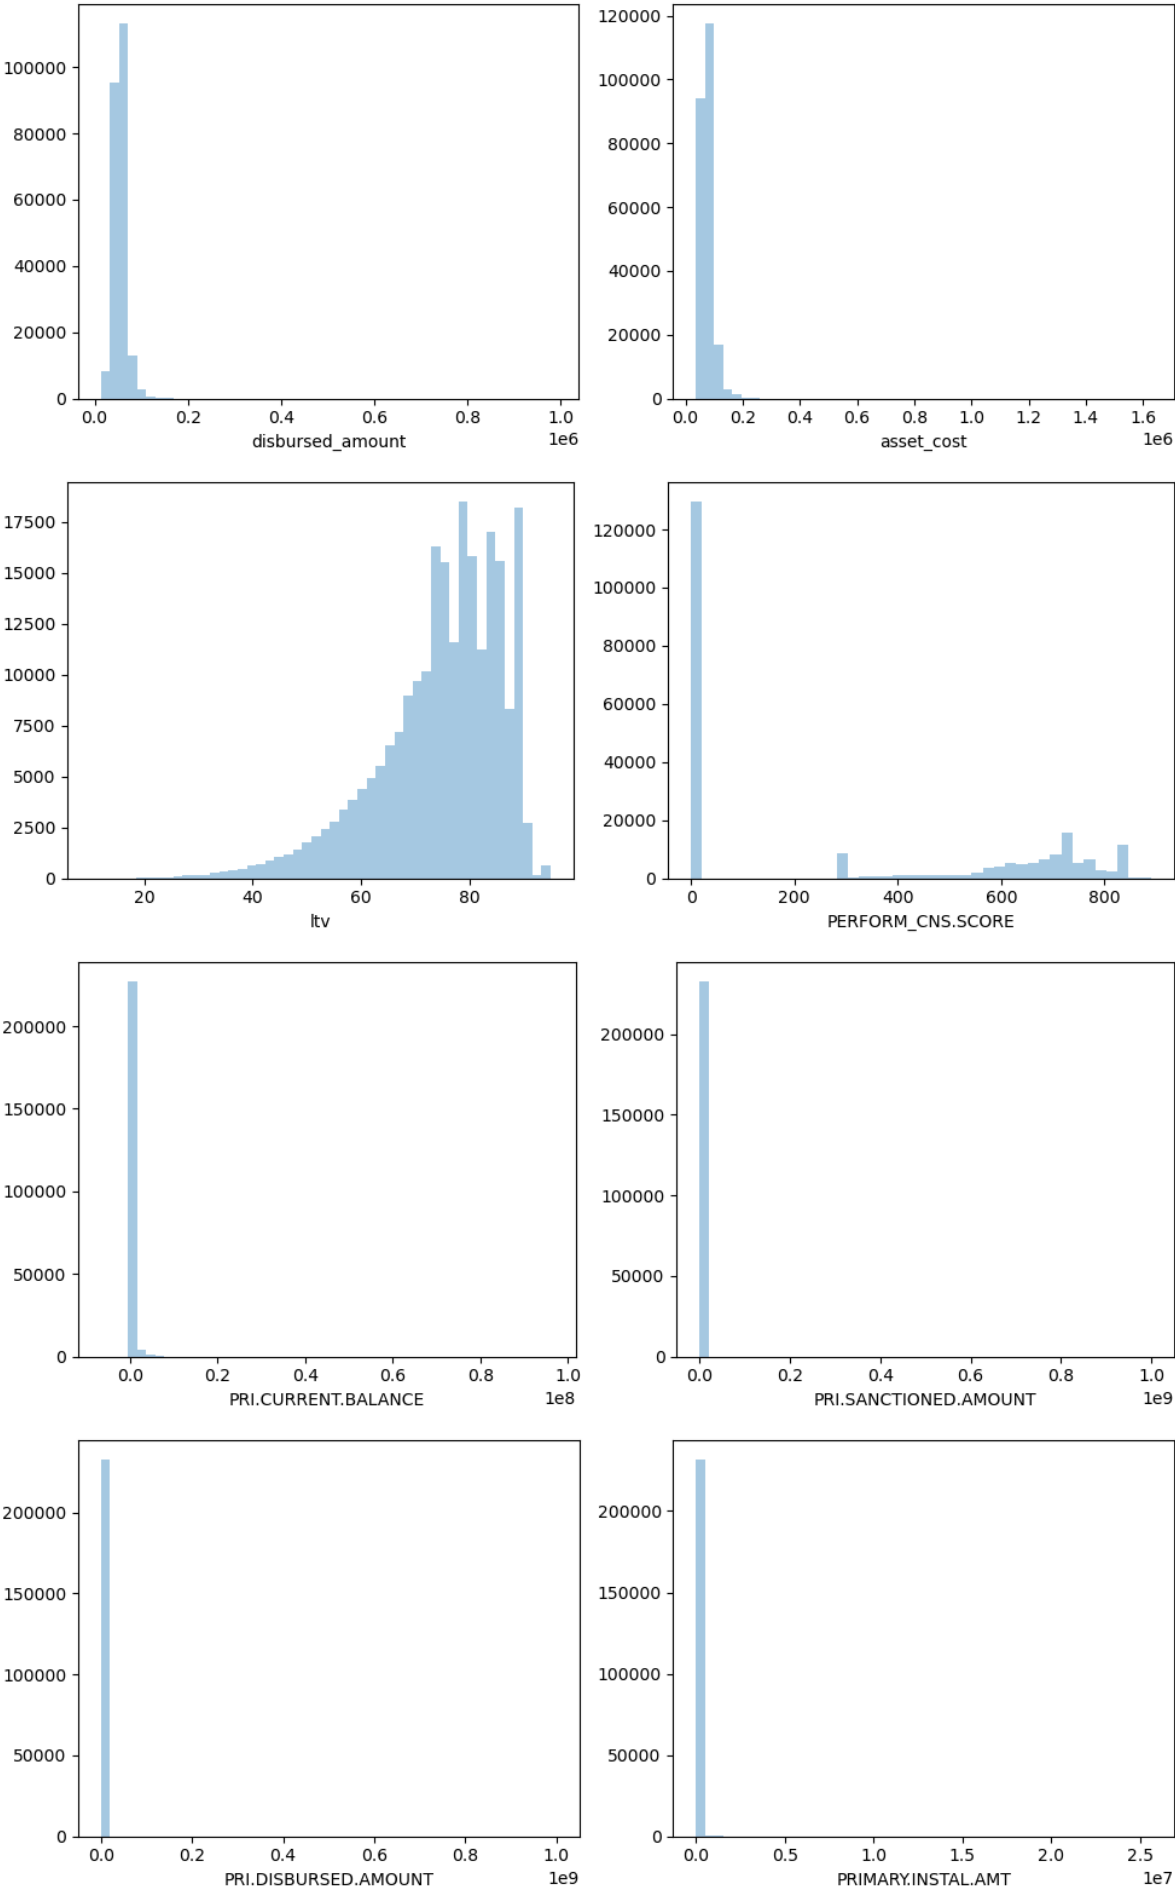 100000
80000
60000
40000
20000
0
0.0 0.2 0.4 0.6 0.8 1.0
1e6
disbursed_amount
120000
100000
80000
60000
40000
20000
0
0.0 0.2 0.4 0.6 0.8 1.0 1.2 1.4 1.6
1e6
asset_cost
17500
15000
12500
10000
7500
5000
2500
0
20 40 60 80
ltv
120000
100000
80000
60000
40000
20000
0
0 200 400 600 800
PERFORM_CNS.SCORE
200000
150000
100000
50000
0
0.0 0.2 0.4 0.6 0.8 1.0
1e8
PRI.CURRENT.BALANCE
200000
150000
100000
50000
0
0.0 0.2 0.4 0.6 0.8 1.0
1e9
PRI.SANCTIONED.AMOUNT
200000
150000
100000
50000
0
0.0 0.2 0.4 0.6 0.8 1.0
1e9
PRI.DISBURSED.AMOUNT
200000
150000
100000
50000
0
0.0 0.5 1.0 1.5 2.0 2.5
1e7
PRIMARY.INSTAL.AMT